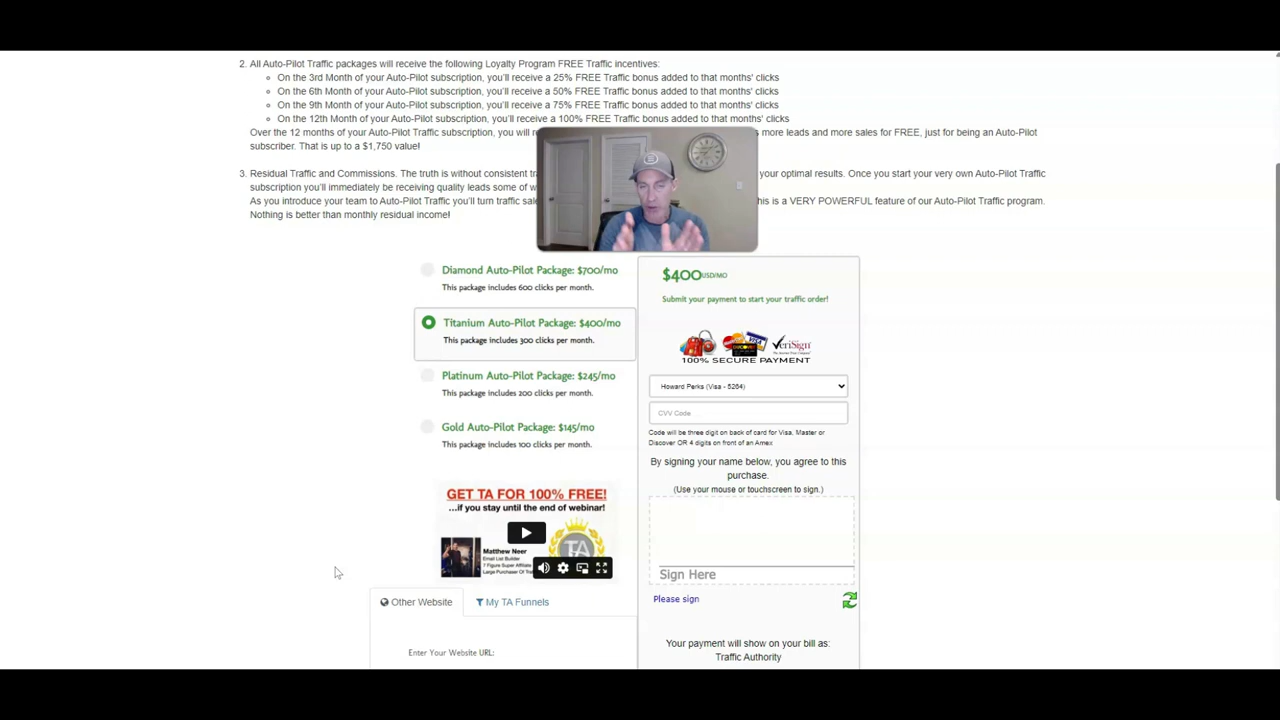 2. All Auto-Pilot Traffic packages will receive the following Loyalty Program FREE Traffic incentives:
On the 3rd Month of your Auto-Pilot subscription, you'll receive a 25% FREE Traffic bonus added to that months' clicks
On the 6th Month of your Auto-Pilot subscription, you'll receive a 50% FREE Traffic bonus added to that months' clicks
On the 9th Month of your Auto-Pilot subscription, you'll receive a 75% FREE Traffic bonus added to that months' clicks
On the 12th Month of your Auto-Pilot subscription, you'll receive a 100% FREE Traffic bonus added to that months' clicks
Over the 12 months of your Auto-Pilot Traffic subscription, you will more leads and more sales for FREE, just for being an Auto-Pilot
subscriber. That is up to a $1,750 value!
3. Residual Traffic and Commissions. The truth is without consistent your optimal results. Once you start your very own Auto-Pilot Traffic
subscription you'll immediately be receiving quality leads some of
As you introduce your team to Auto-Pilot Traffic you'll turn traffic this is a VERY POWERFUL feature of our Auto-Pilot Traffic program.
Nothing is better than monthly residual income!
Diamond Auto-Pilot Package: $700/mo
This package includes 600 clicks per month.
Titanium Auto-Pilot Package: $400/mo
This package includes 300 clicks per month.
Platinum Auto-Pilot Package: $245/mo
This package includes 200 clicks per month.
Gold Auto-Pilot Package: $145/mo
This package includes 100 clicks per month.
GET TA FOR 100% FREE!
...if you stay until the end of webinar!
Matthew Neer
Email List Builder
7 Figure Super Affiliate
Large Purchaser Of
TA
Other Website
My TA Funnels
Enter Your Website URL:
$400 USD/MO
Submit your payment to start your traffic order!
VeriSign
100% SECURE PAYMENT
Howard Perks (Visa - 5264)
CVV Code
Code will be three digit on back of card for Visa, Master or
Discover OR 4 digits on front of an Amex
By signing your name below, you agree to this
purchase.
(Use your mouse or touchscreen to sign.)
Sign Here
Please sign
Your payment will show on your bill as:
Traffic Authority